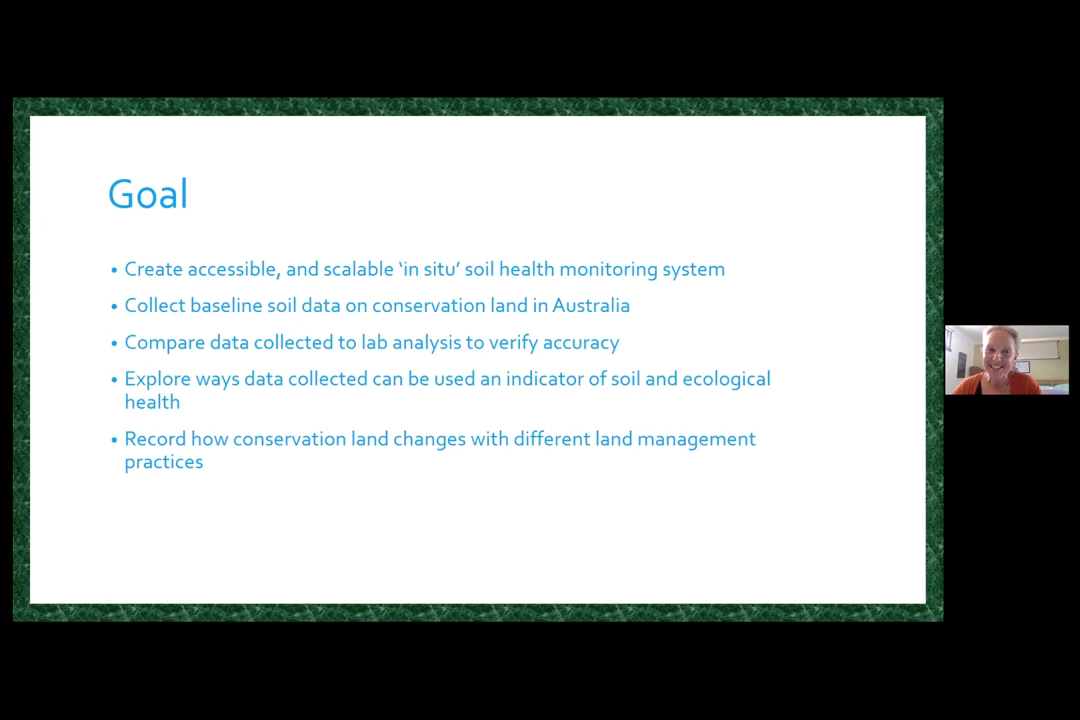 Goal
• Create accessible, and scalable ‘in situ’ soil health monitoring system
• Collect baseline soil data on conservation land in Australia
• Compare data collected to lab analysis to verify accuracy
• Explore ways data collected can be used an indicator of soil and ecological
health
• Record how conservation land changes with different land management
practices